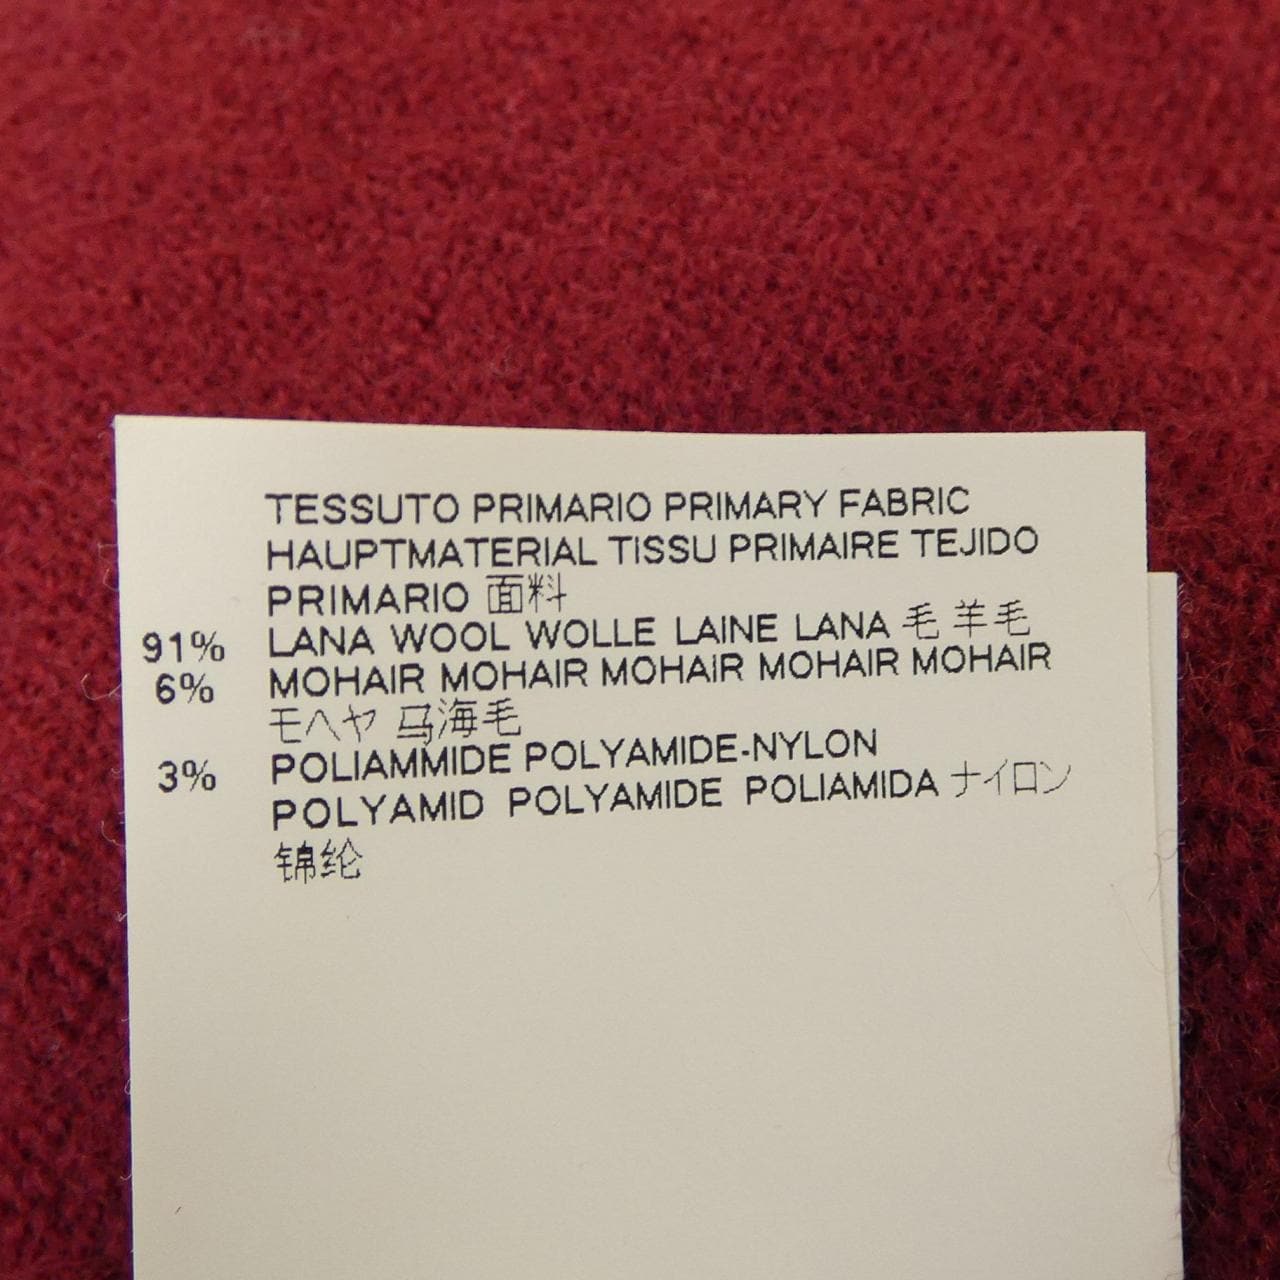 TESSUTO PRIMARIO PRIMARY FABRIC
HAUPTMATERIAL TISSU PRIMAIRE TEJIDO
PRIMARIO 面料
91% LANA WOOL WOLLE LAINE LANA 毛 羊毛
6% MOHAIR MOHAIR MOHAIR MOHAIR MOHAIR
モヘヤ 马海毛
3% POLIAMMIDE POLYAMIDE-NYLON
POLYAMID POLYAMIDE POLIAMIDA ナイロン
锦纶